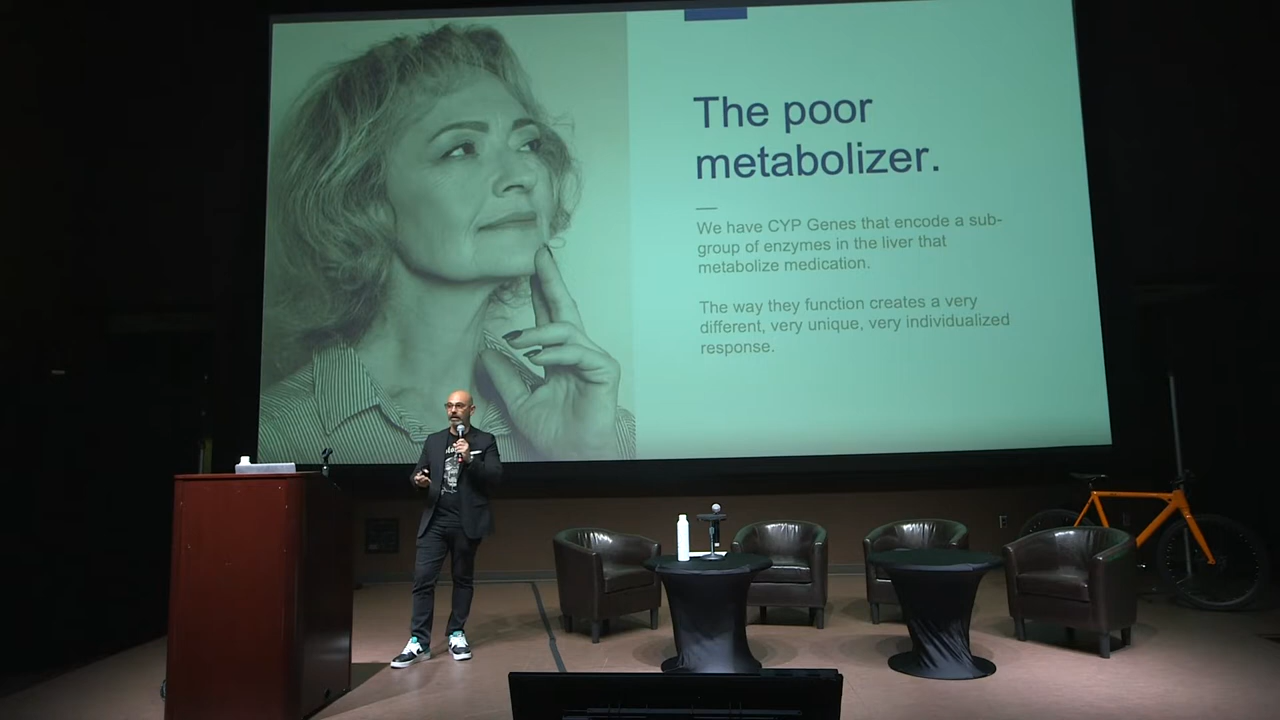 The poor
metabolizer.
We have CYP Genes that encode a sub-
group of enzymes in the liver that
metabolize medication.
The way they function creates a very
different, very unique, very individualized
response.